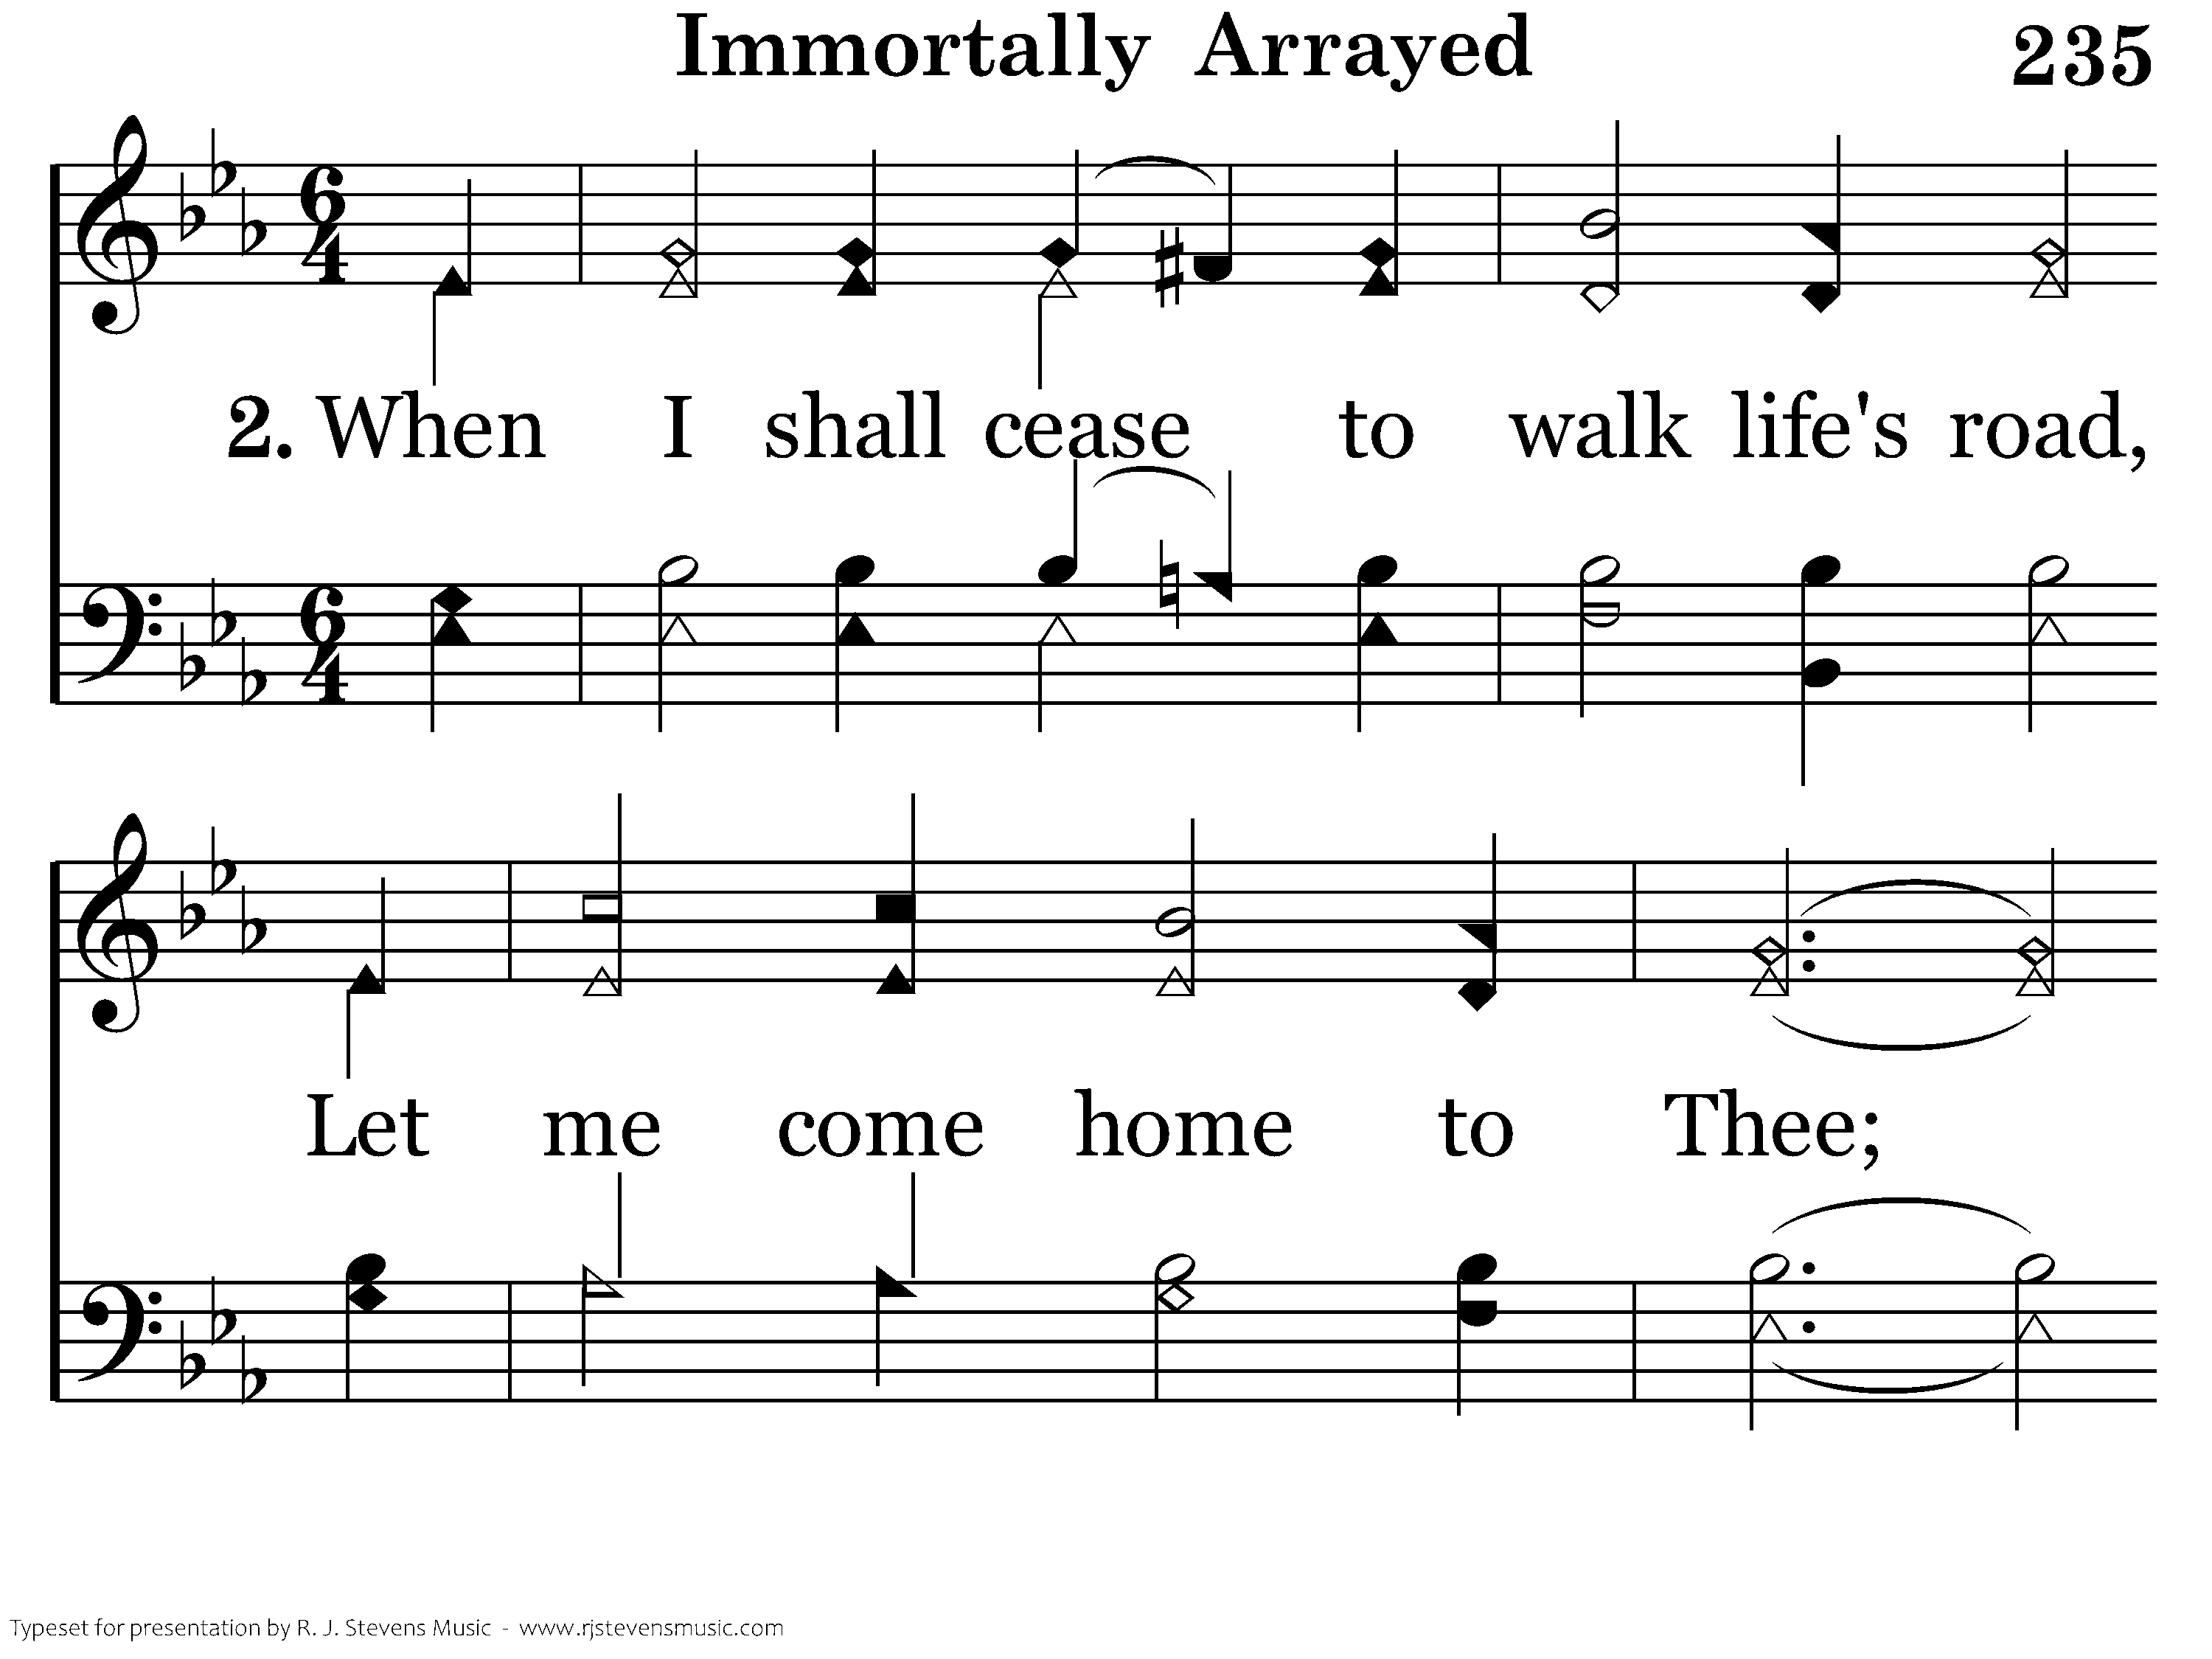 Immortally Arrayed 235
6
4
2. When I shall cease to walk life's road,
6
4
Let me come home to Thee;
Typeset for presentation by R. J. Stevens Music - www.rjstevensmusic.com